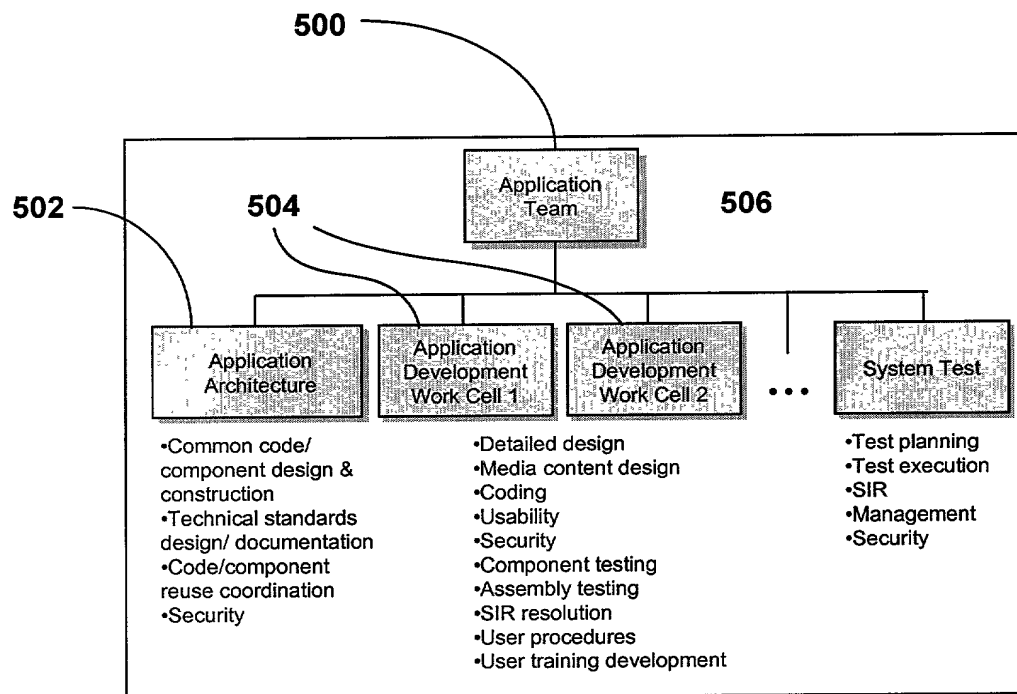 500
Application
Team
502
504
506
Application
Architecture
Application
Development
Work Cell 1
Application
Development
Work Cell 2
•••
System Test
•Common code/
component design &
construction
•Technical standards
design/ documentation
•Code/component
reuse coordination
•Security
•Detailed design
•Media content design
•Coding
•Usability
•Security
•Component testing
•Assembly testing
•SIR resolution
•User procedures
•User training development
•Test planning
•Test execution
•SIR
•Management
•Security